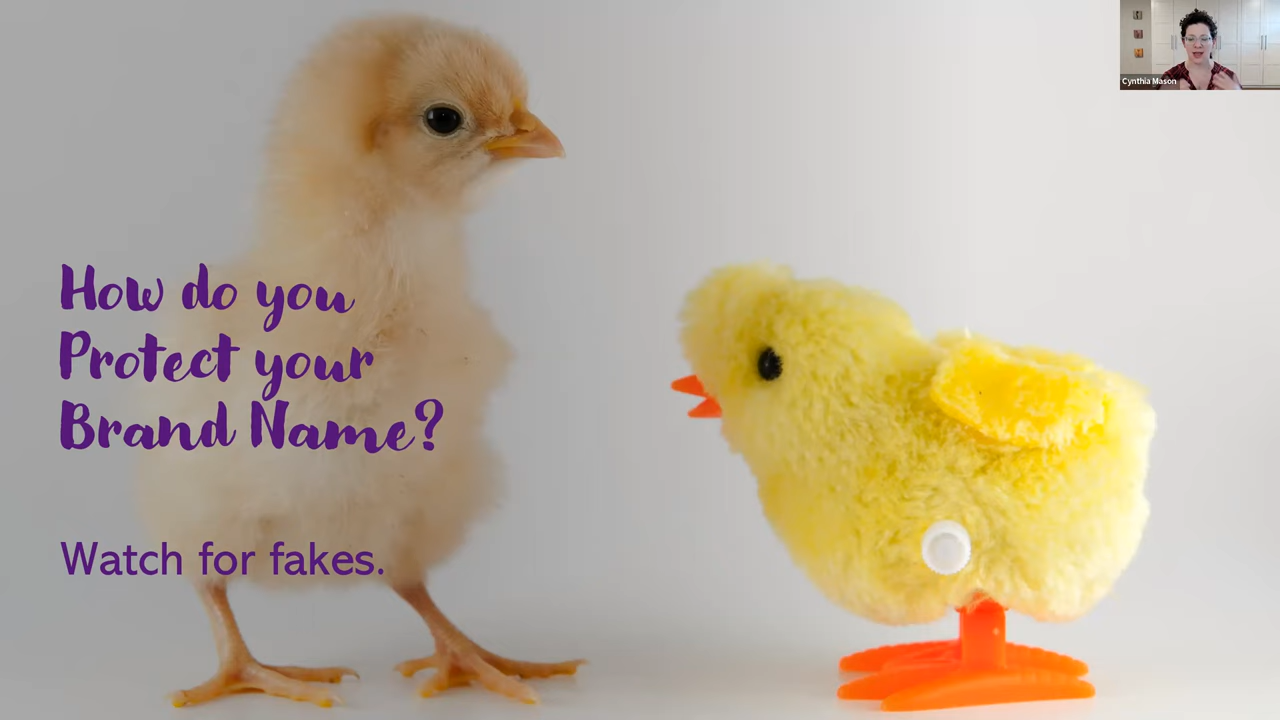 Cynthia Mason
How do you
Protect your
Brand Name?
Watch for fakes.